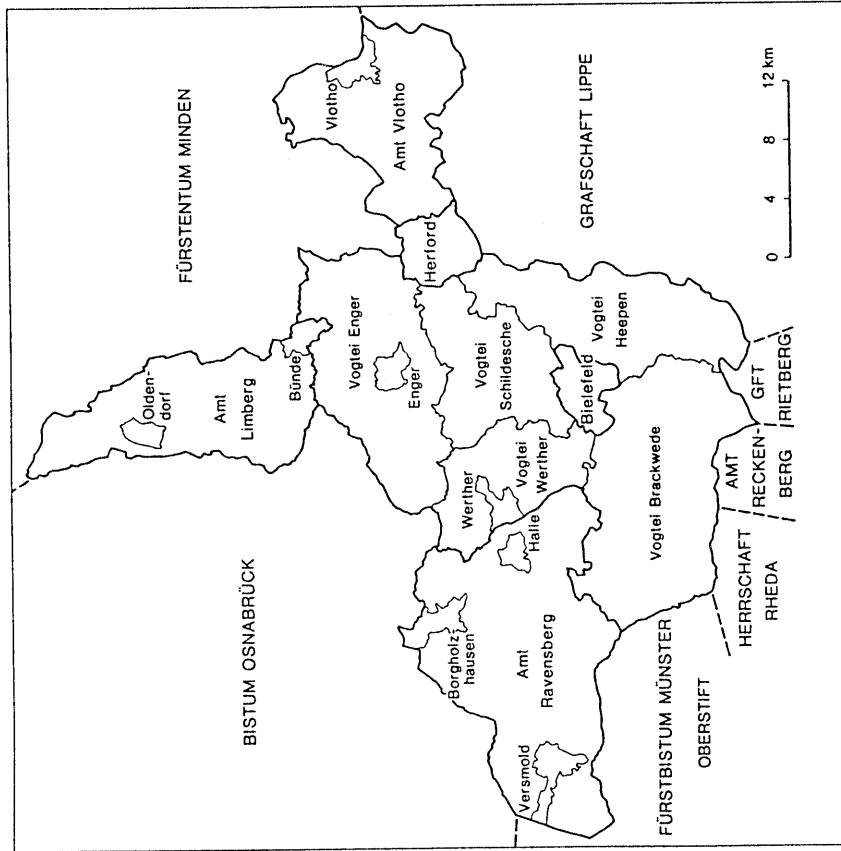 FÜRSTENTUM MINDEN
BISTUM OSNABRÜCK
Olden-
dorf
Amt
Limberg
Bünde
Vlotho
Amt Vlotho
Herford
Vogtei Enger
Enger
Vogtei
Schildesche
Werther
Vogtei
Werther
Bielefeld
Vogtei
Heepen
Borgholz-
hausen
Halle
Amt
Ravensberg
Versmold
Vogtei Brackwede
GRAFSCHAFT LIPPE
FÜRSTBISTUM MÜNSTER
OBERSTIFT
HERRSCHAFT
RHEDA
AMT
RECKEN-
BERG
GFT
RIETBERG
0 4 8 12 km